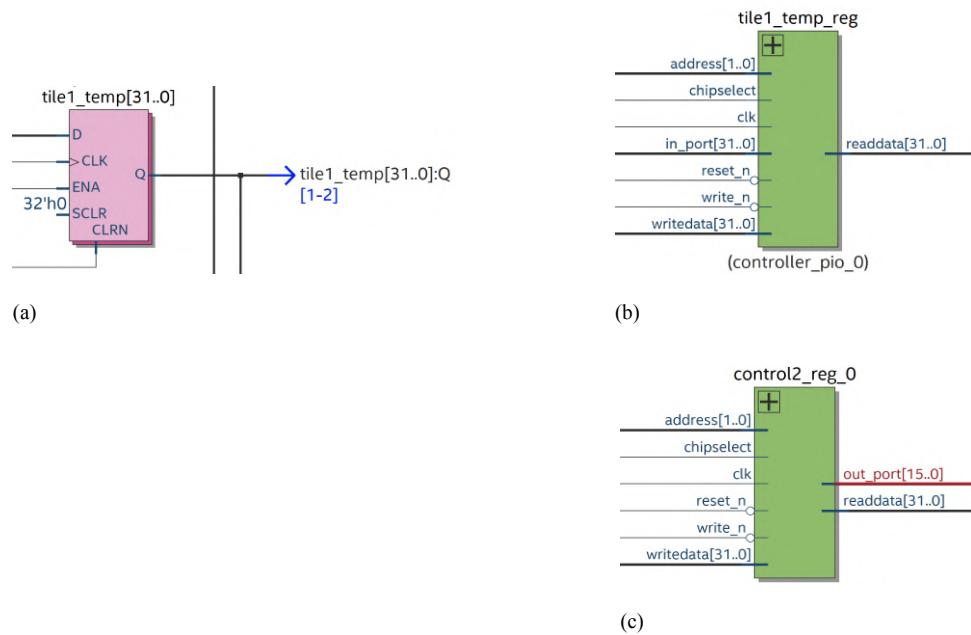 tile1_temp[31..0]
D
CLK
ENA
32'h0
SCLR
CLRN
Q
tile1_temp[31..0]:Q
[1-2]
(a)
tile1_temp_reg
address[1..0]
chipselect
clk
in_port[31..0]
reset_n
write_n
writedata[31..0]
readdata[31..0]
(controller_pio_0)
(b)
control2_reg_0
address[1..0]
chipselect
clk
reset_n
write_n
writedata[31..0]
out_port[15..0]
readdata[31..0]
(c)